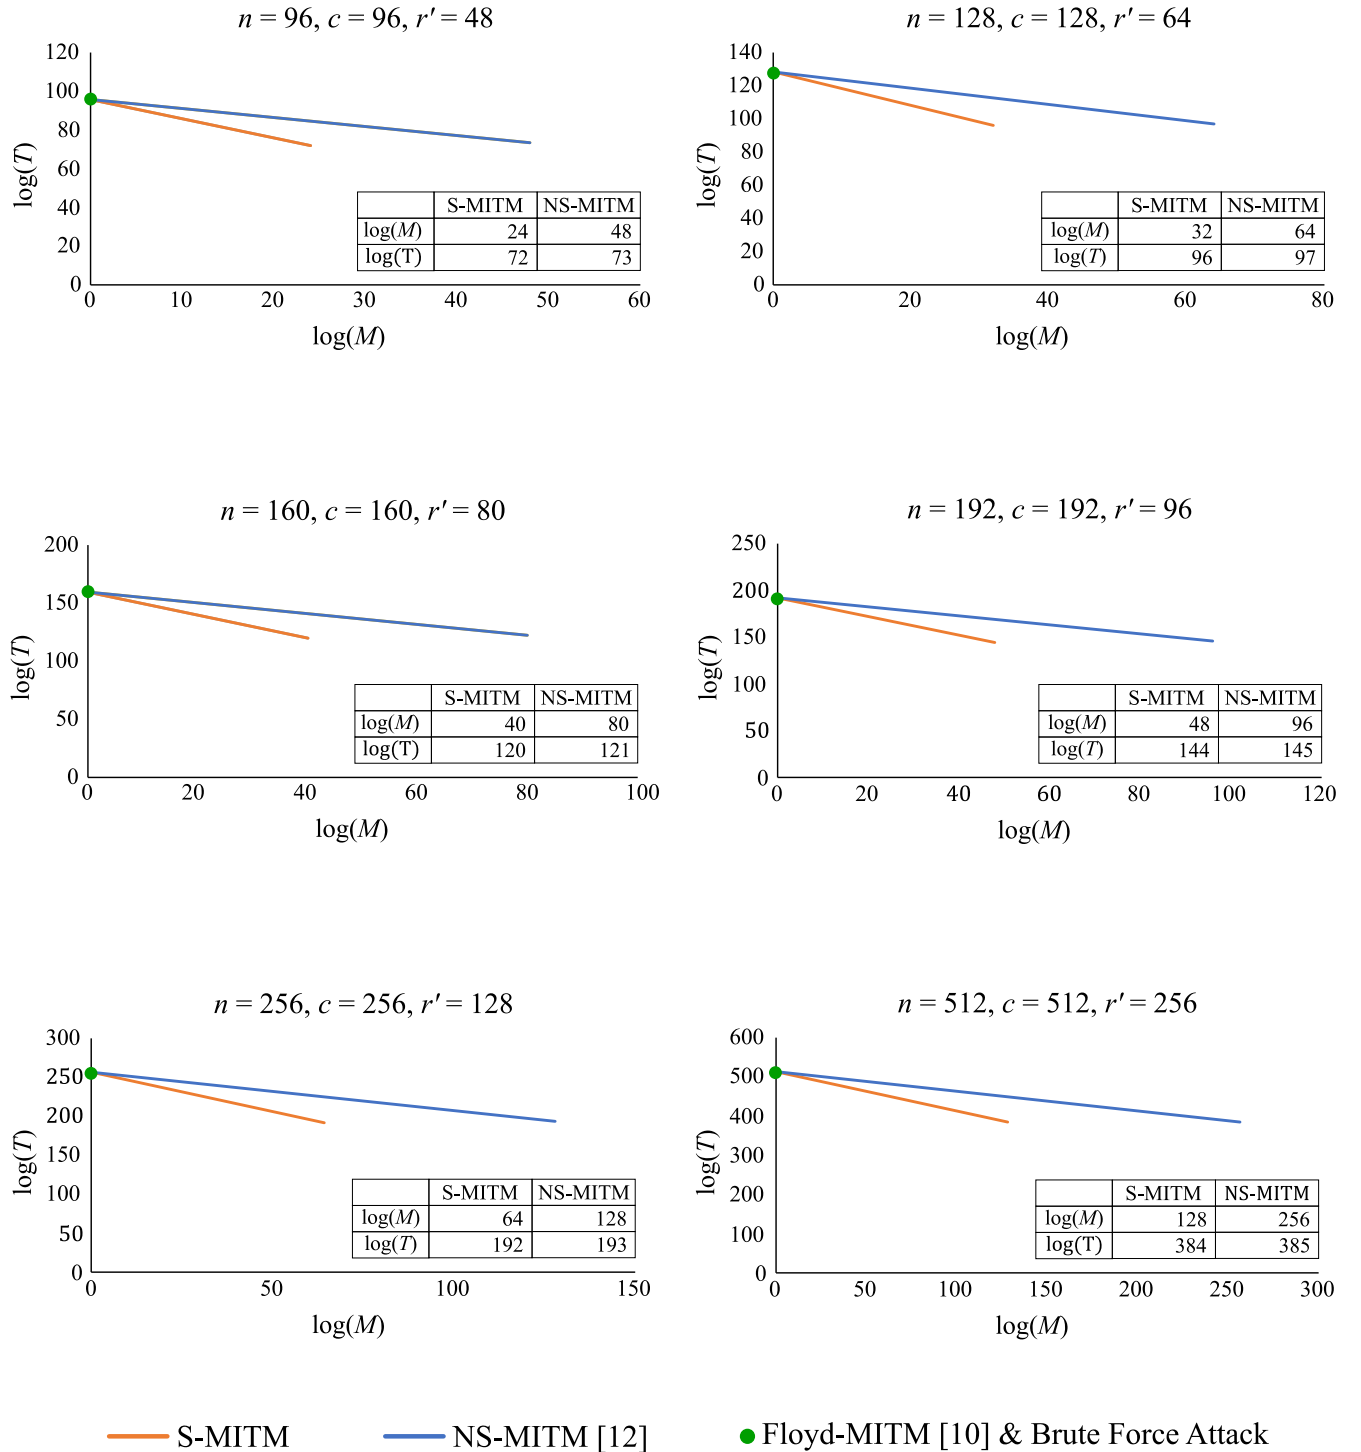 n = 96, c = 96, r′ = 48
120
100
80
60
40
20
0
log(T)
0 10 20 30 40 50 60
log(M)
S-MITM NS-MITM
log(M) 24 48
log(T) 72 73
n = 128, c = 128, r′ = 64
140
120
100
80
60
40
20
0
log(T)
0 20 40 60 80
log(M)
S-MITM NS-MITM
log(M) 32 64
log(T) 96 97
n = 160, c = 160, r′ = 80
200
150
100
50
0
log(T)
0 20 40 60 80 100
log(M)
S-MITM NS-MITM
log(M) 40 80
log(T) 120 121
n = 192, c = 192, r′ = 96
250
200
150
100
50
0
log(T)
0 20 40 60 80 100 120
log(M)
S-MITM NS-MITM
log(M) 48 96
log(T) 144 145
n = 256, c = 256, r′ = 128
300
250
200
150
100
50
0
log(T)
0 50 100 150
log(M)
S-MITM NS-MITM
log(M) 64 128
log(T) 192 193
n = 512, c = 512, r′ = 256
600
500
400
300
200
100
0
log(T)
0 50 100 150 200 250 300
log(M)
S-MITM NS-MITM
log(M) 128 256
log(T) 384 385
S-MITM NS-MITM [12] Floyd-MITM [10] & Brute Force Attack